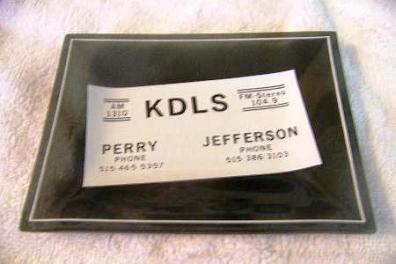 AM 1310 KDLS FM-Stereo 104.9
PERRY JEFFERSON
PHONE PHONE
515-465-5357 515-386-3103